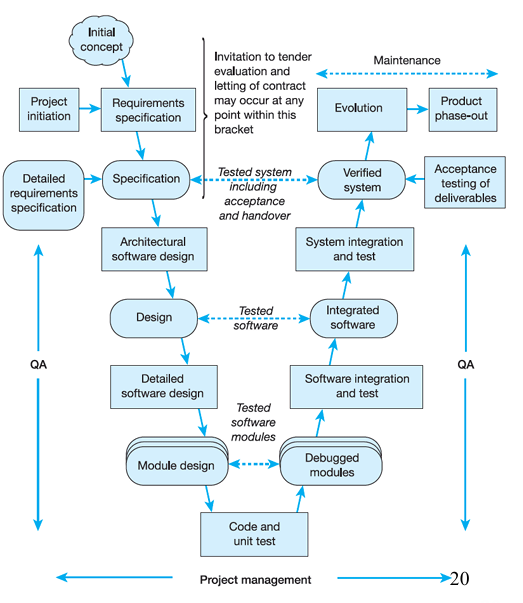 Initial
concept
Invitation to tender
evaluation and
letting of contract
may occur at any
point within this
bracket
Maintenance
Project
initiation
Requirements
specification
Evolution
Product
phase-out
Detailed
requirements
specification
Specification
Tested system
including
acceptance
and handover
Verified
system
Acceptance
testing of
deliverables
Architectural
software design
System integration
and test
Design
Tested
software
Integrated
software
QA
QA
Detailed
software design
Tested
software
modules
Software integration
and test
Module design
Debugged
modules
Code and
unit test
Project management
20